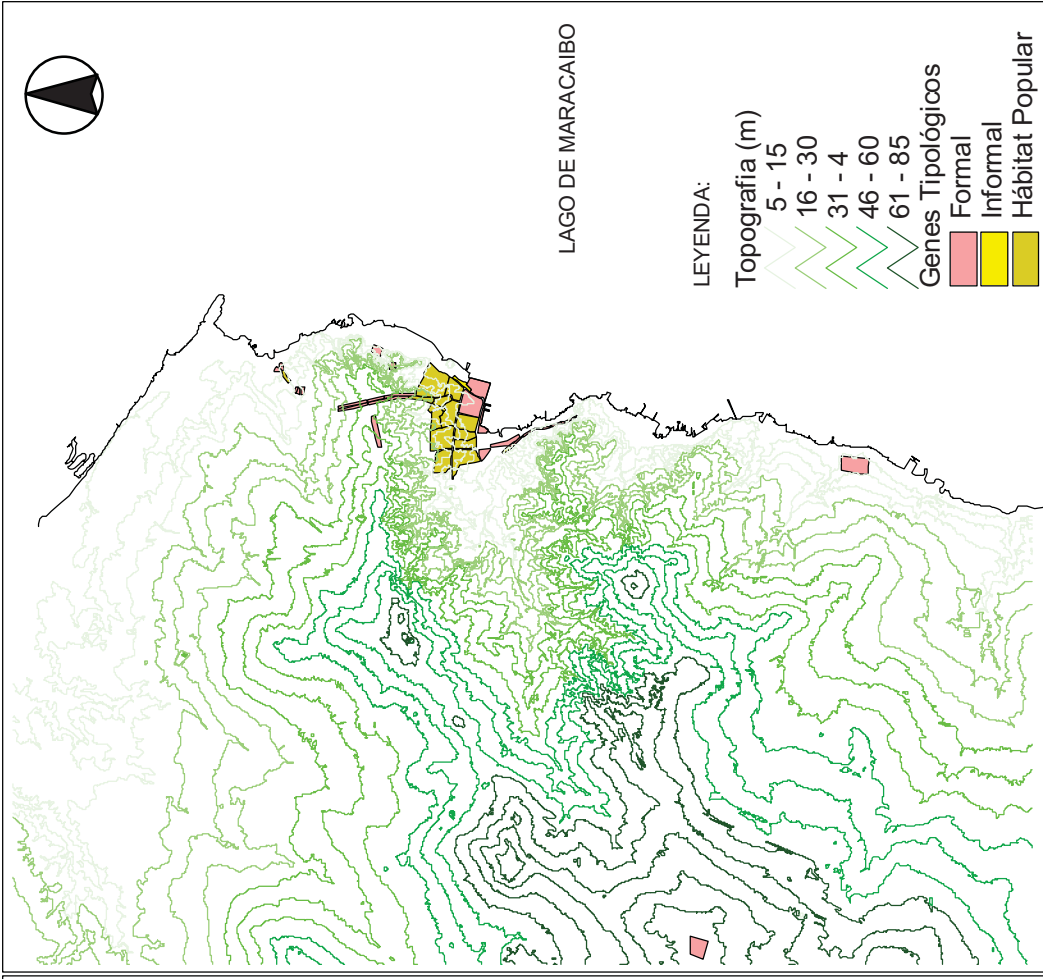 LAGO DE MARACAIBO
LEYENDA:
Topografía (m)
5 - 15
16 - 30
31 - 4
46 - 60
61 - 85
Genes Tipológicos
Formal
Informal
Hábitat Popular